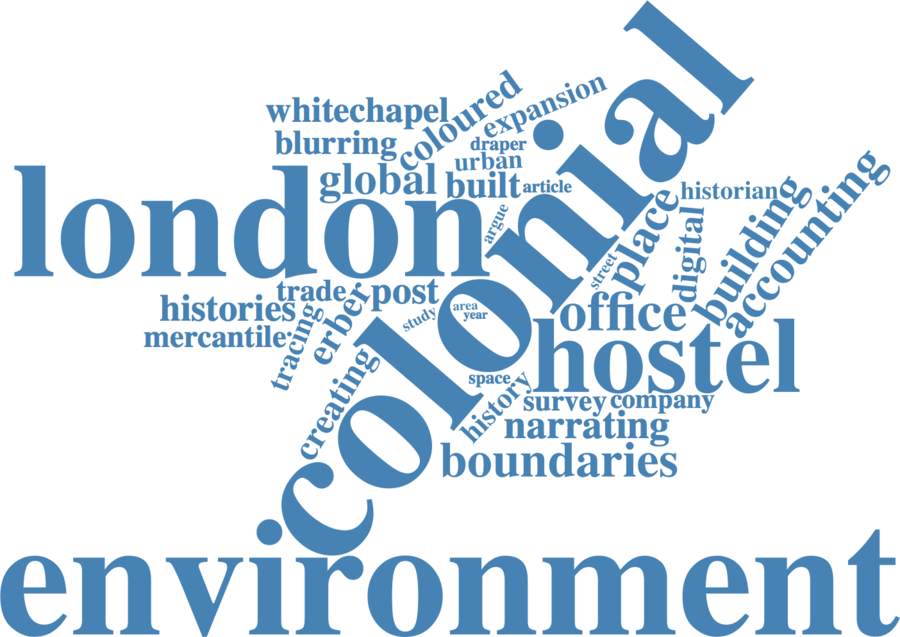 colonial
whitechapel
coloured
expansion
blurring
draper
urban
global
built
article
london
argue
place
historian
digital
building
accounting
street
trade
post
histories
erber
area
year
study
office
mercantile
tracing
hostel
creating
space
history
survey
company
narrating
boundaries
environment